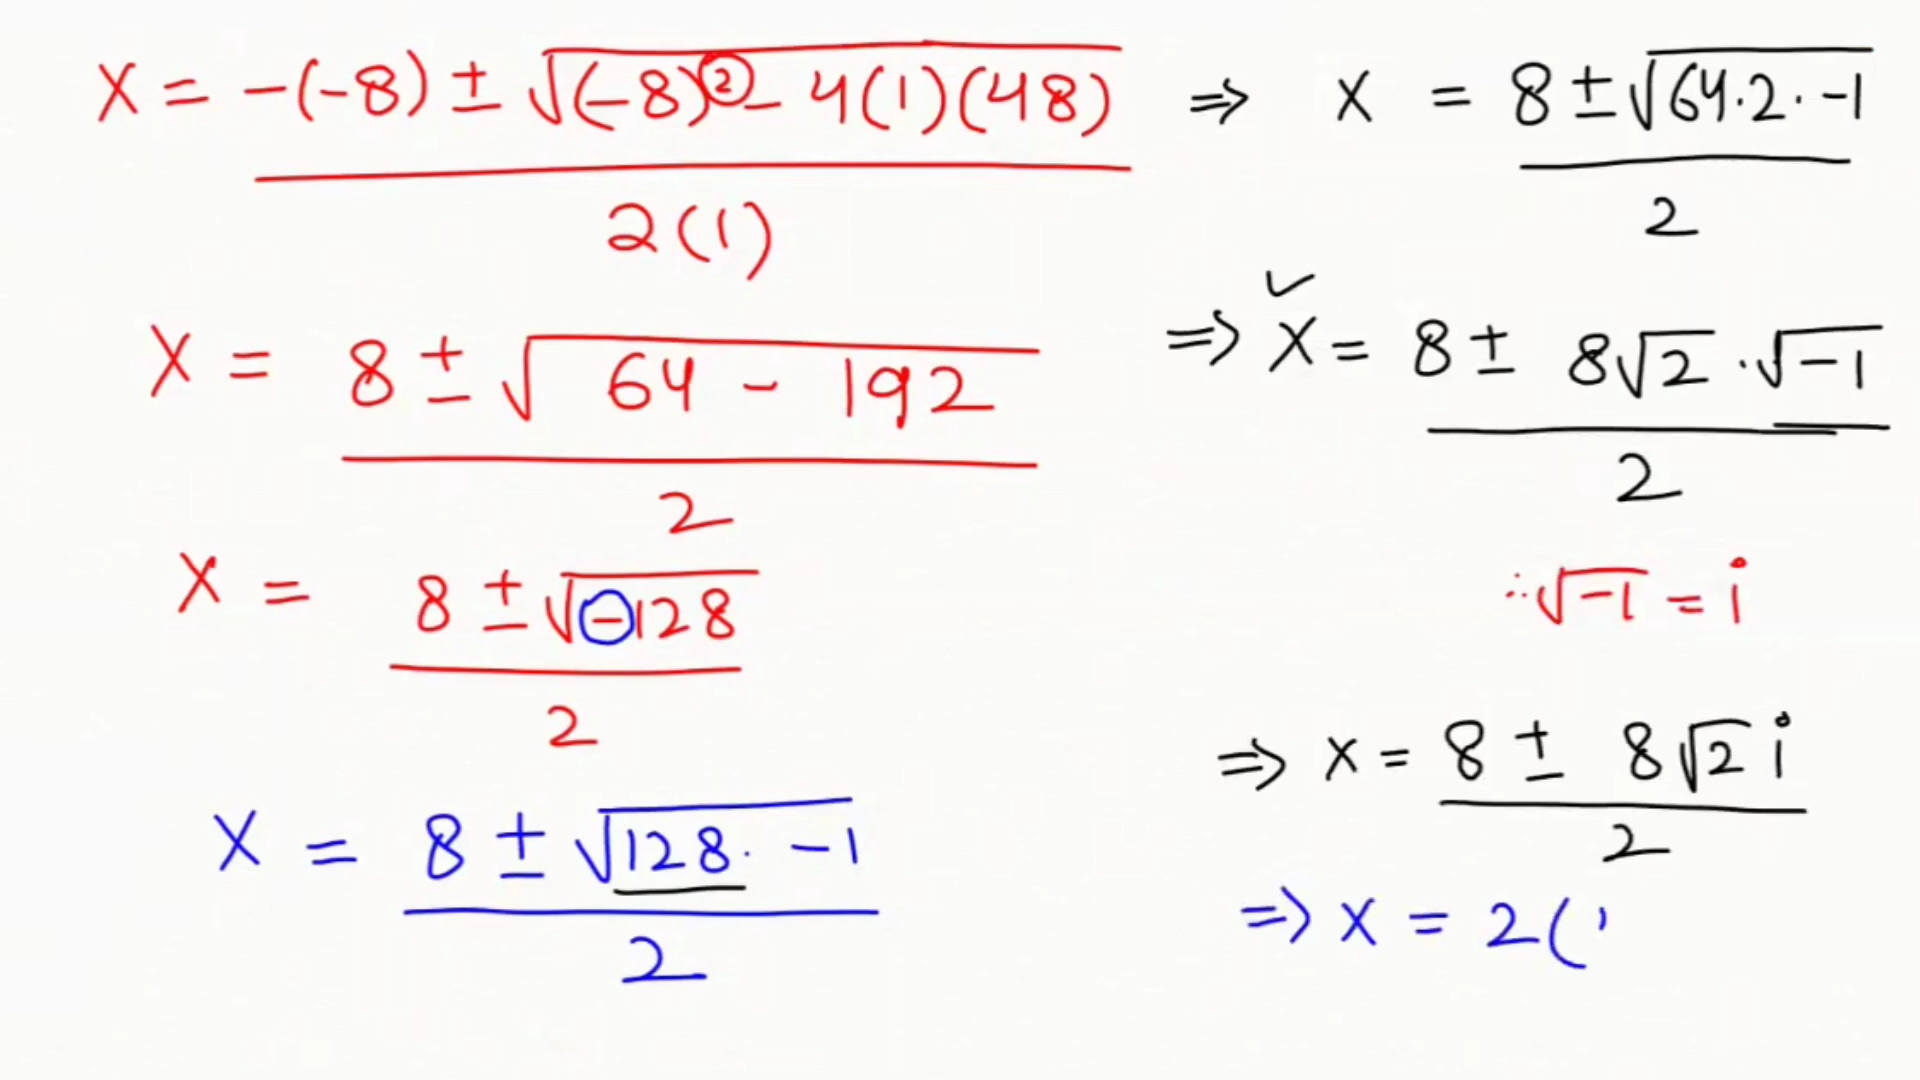 X = -(-8) ± √(-8)² - 4(1)(48)
2(1)
X = 8 ± √64 - 192
2
X = 8 ± √-128
2
X = 8 ± √128 · -1
2
⇒ X = 8 ± √64·2·-1
2
✓
⇒ X = 8 ± 8√2 · √-1
2
∴ √-1 = i
⇒ x = 8 ± 8√2 i
2
⇒ x = 2(